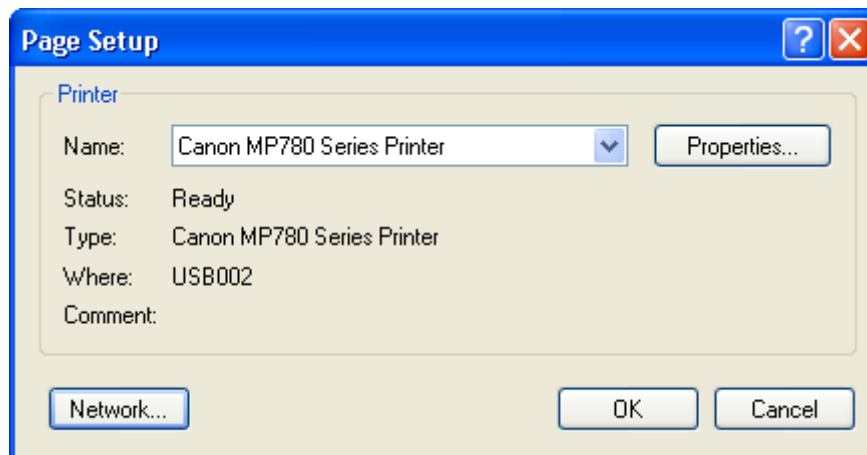 Page Setup
Printer
Name: Canon MP780 Series Printer Properties...
Status: Ready
Type: Canon MP780 Series Printer
Where: USB002
Comment:
Network... OK Cancel